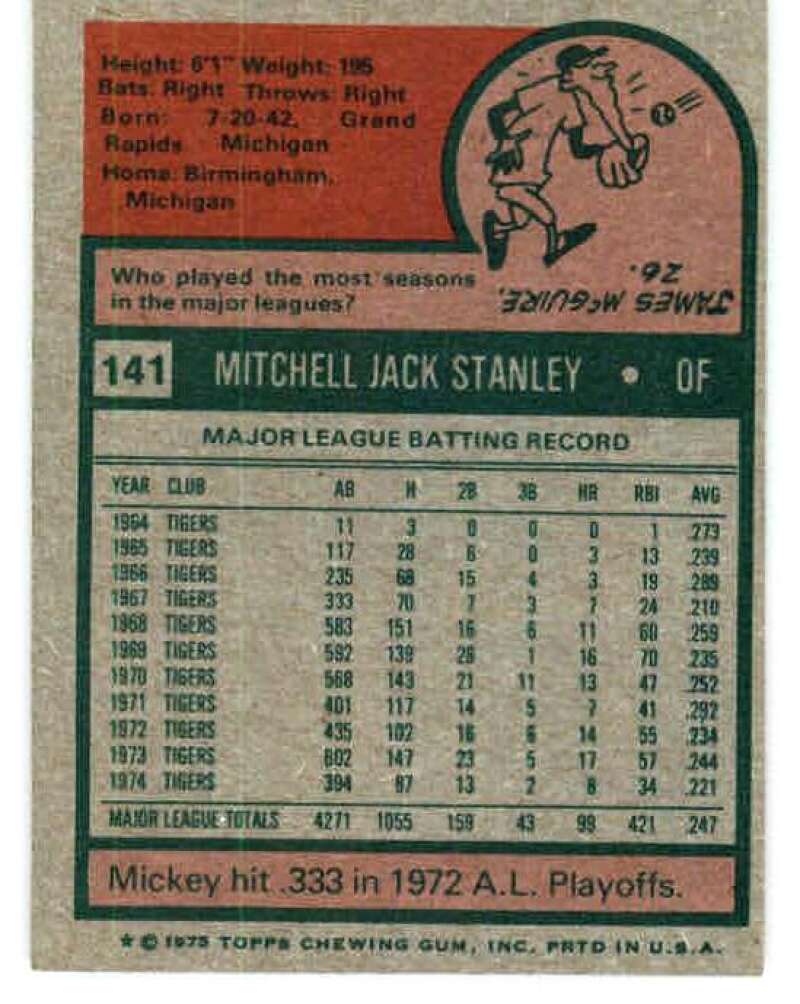 Height: 6'1" Weight: 195
Bats: Right Throws: Right
Born: 7-20-42, Grand
Rapids Michigan
Home: Birmingham,
Michigan
Who played the most seasons
in the major leagues?
JAMES McGUIRE,
26.
141 MITCHELL JACK STANLEY • OF
MAJOR LEAGUE BATTING RECORD
YEAR CLUB AB H 2B 3B HR RBI AVG
1964 TIGERS 11 3 0 0 0 1 .273
1965 TIGERS 117 28 6 0 3 13 .239
1966 TIGERS 235 68 15 4 3 19 .289
1967 TIGERS 333 70 7 3 7 24 .210
1968 TIGERS 583 151 16 6 11 60 .259
1969 TIGERS 592 139 28 1 16 70 .235
1970 TIGERS 568 143 21 11 13 47 .252
1971 TIGERS 401 117 14 5 7 41 .292
1972 TIGERS 435 102 16 6 14 55 .234
1973 TIGERS 602 147 23 5 17 57 .244
1974 TIGERS 394 87 13 2 8 34 .221
MAJOR LEAGUE TOTALS 4271 1055 159 43 99 421 .247
Mickey hit .333 in 1972 A.L. Playoffs.
★ © 1975 TOPPS CHEWING GUM, INC. PRTD IN U.S.A.